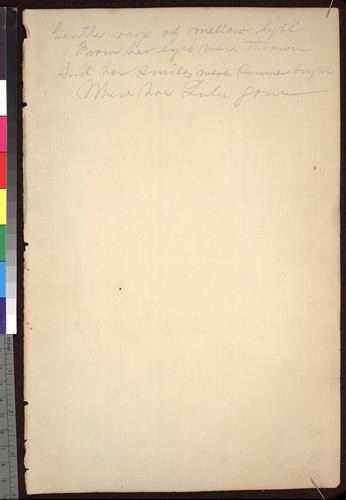 Gentle rays of mellow light
From her eyes were thrown
And her smiles were summer bright
Where has Lula gone